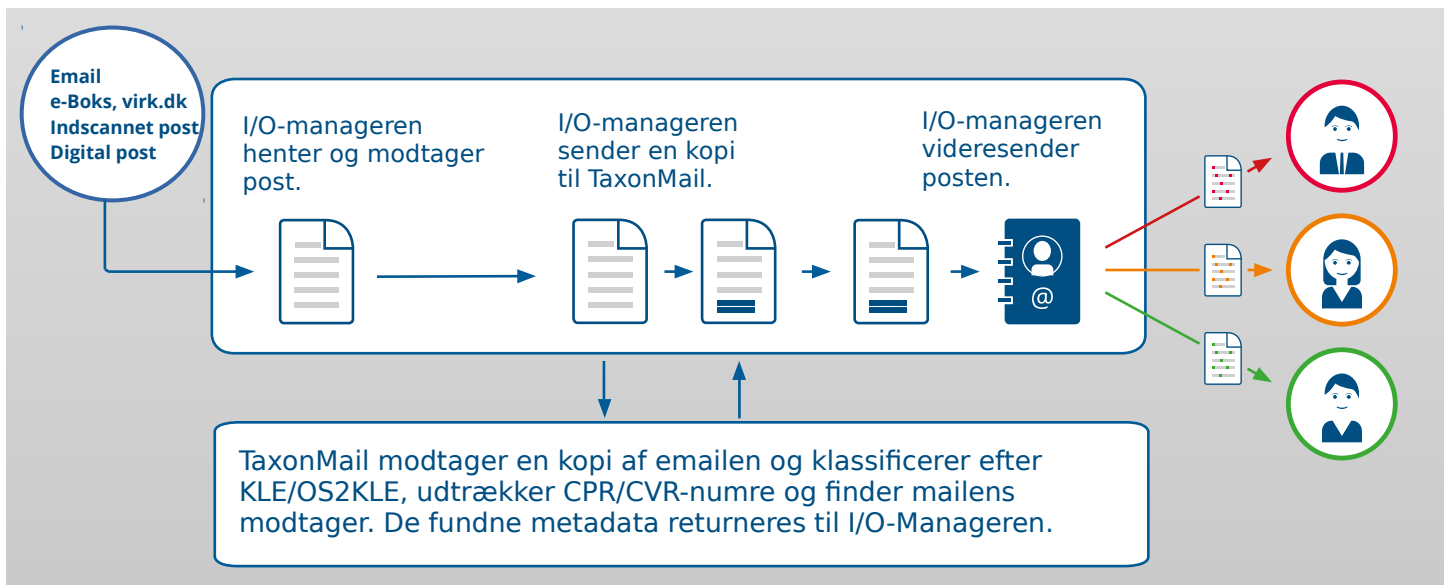 Email
e-Boks, virk.dk
Indscannet post
Digital post
I/O-manageren
henter og modtager
post.
I/O-manageren
sender en kopi
til TaxonMail.
I/O-manageren
videresender
posten.
@
TaxonMail modtager en kopi af emailen og klassificerer efter
KLE/OS2KLE, udtrækker CPR/CVR-numre og finder mailens
modtager. De fundne metadata returneres til I/O-Manageren.